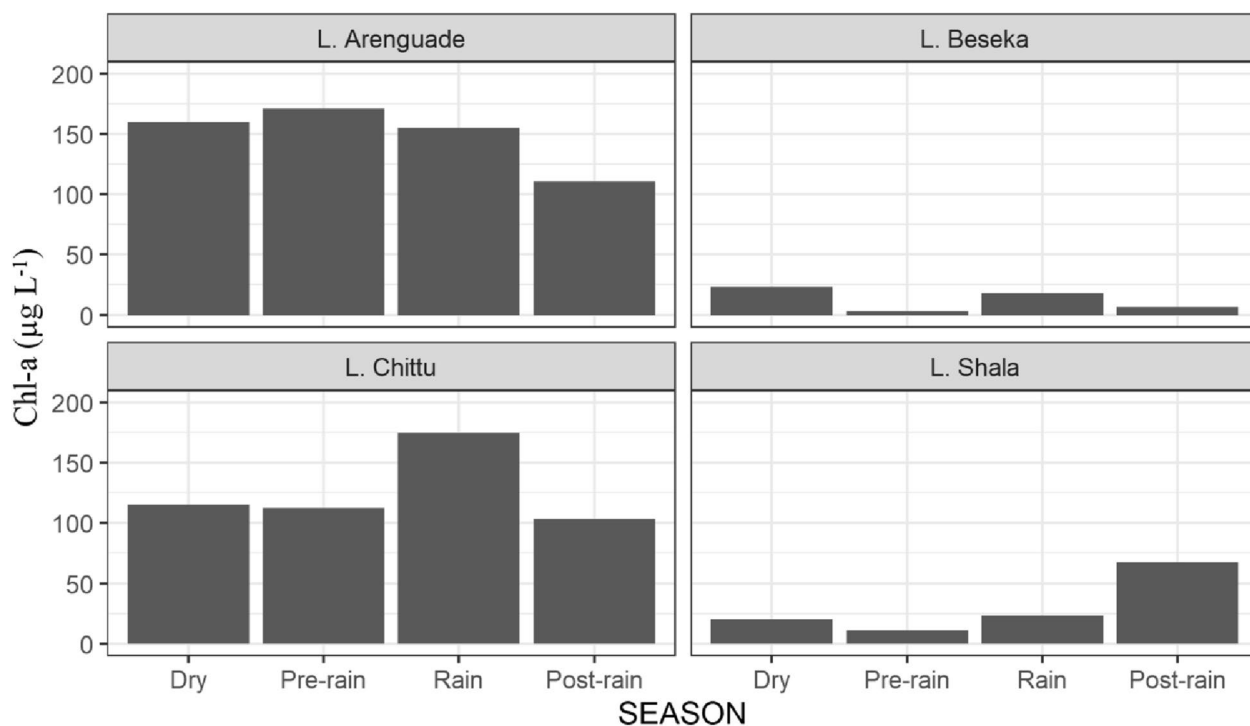 L. Arenguade
L. Beseka
200
150
100
50
0
L. Chittu
L. Shala
200
150
100
50
0
Chl-a (µg L⁻¹)
Dry Pre-rain Rain Post-rain
Dry Pre-rain Rain Post-rain
SEASON